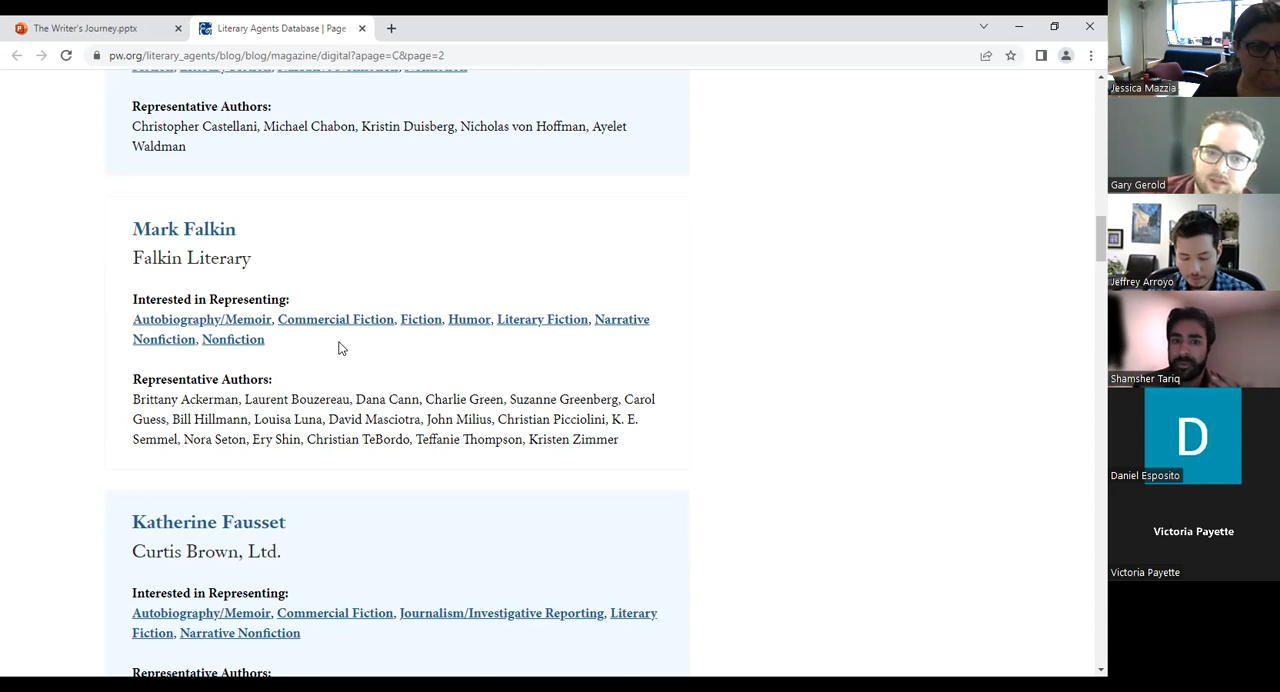 The Writer's Journey.pptx
Literary Agents Database | Page
pw.org/literary_agents/blog/blog/magazine/digital?apage=C&page=2
Fiction, Literary Fiction, Narrative Nonfiction, Nonfiction
Representative Authors:
Christopher Castellani, Michael Chabon, Kristin Duisberg, Nicholas von Hoffman, Ayelet
Waldman
Mark Falkin
Falkin Literary
Interested in Representing:
Autobiography/Memoir, Commercial Fiction, Fiction, Humor, Literary Fiction, Narrative
Nonfiction, Nonfiction
Representative Authors:
Brittany Ackerman, Laurent Bouzereau, Dana Cann, Charlie Green, Suzanne Greenberg, Carol
Guess, Bill Hillmann, Louisa Luna, David Masciotra, John Milius, Christian Picciolini, K. E.
Semmel, Nora Seton, Ery Shin, Christian TeBordo, Teffanie Thompson, Kristen Zimmer
Katherine Fausset
Curtis Brown, Ltd.
Interested in Representing:
Autobiography/Memoir, Commercial Fiction, Journalism/Investigative Reporting, Literary
Fiction, Narrative Nonfiction
Representative Authors:
Jessica Mazzia
Gary Gerold
Jeffrey Arroyo
Shamsher Tariq
D
Daniel Esposito
Victoria Payette
Victoria Payette